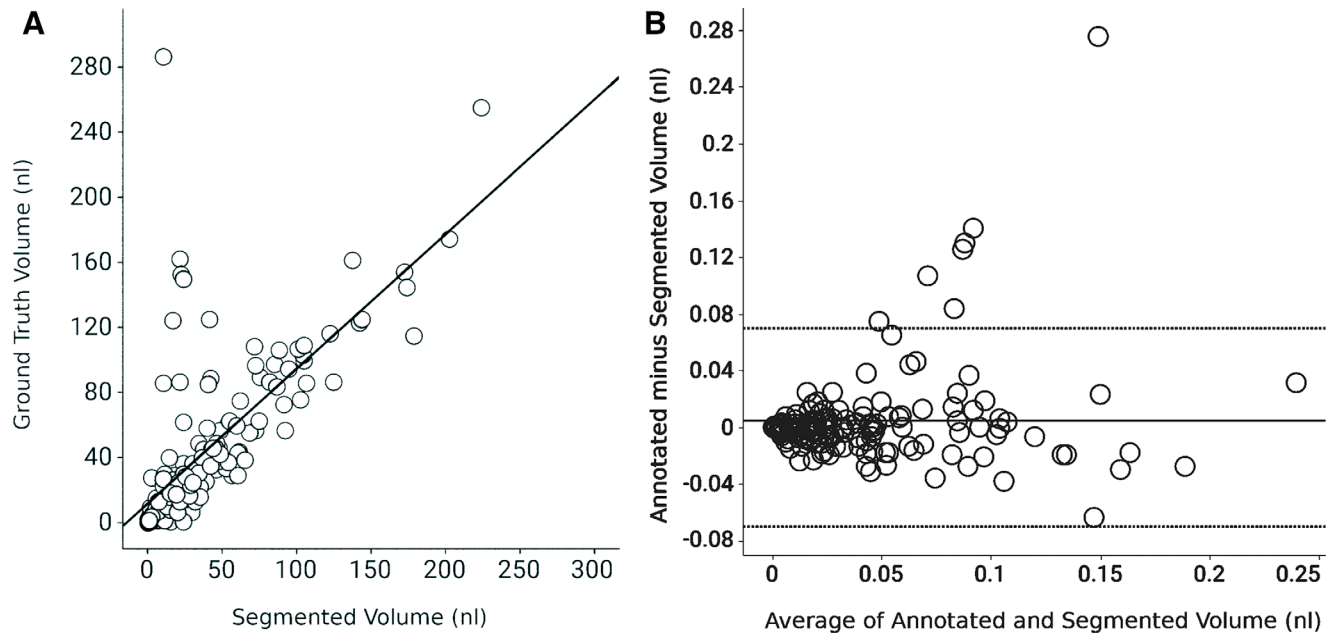 A
Ground Truth Volume (nl)
280
240
200
160
120
80
40
0
0 50 100 150 200 250 300
Segmented Volume (nl)
B
Annotated minus Segmented Volume (nl)
0.28
0.24
0.2
0.16
0.12
0.08
0.04
0
-0.04
-0.08
0 0.05 0.1 0.15 0.2 0.25
Average of Annotated and Segmented Volume (nl)